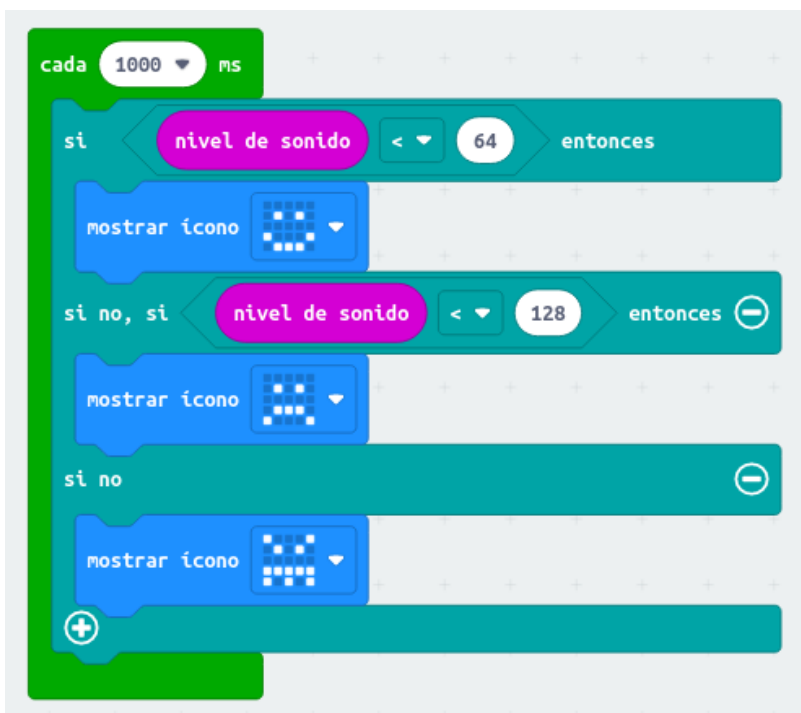 cada 1000 ms
si nivel de sonido < 64 entonces
mostrar ícono
si no, si nivel de sonido < 128 entonces
mostrar ícono
si no
mostrar ícono